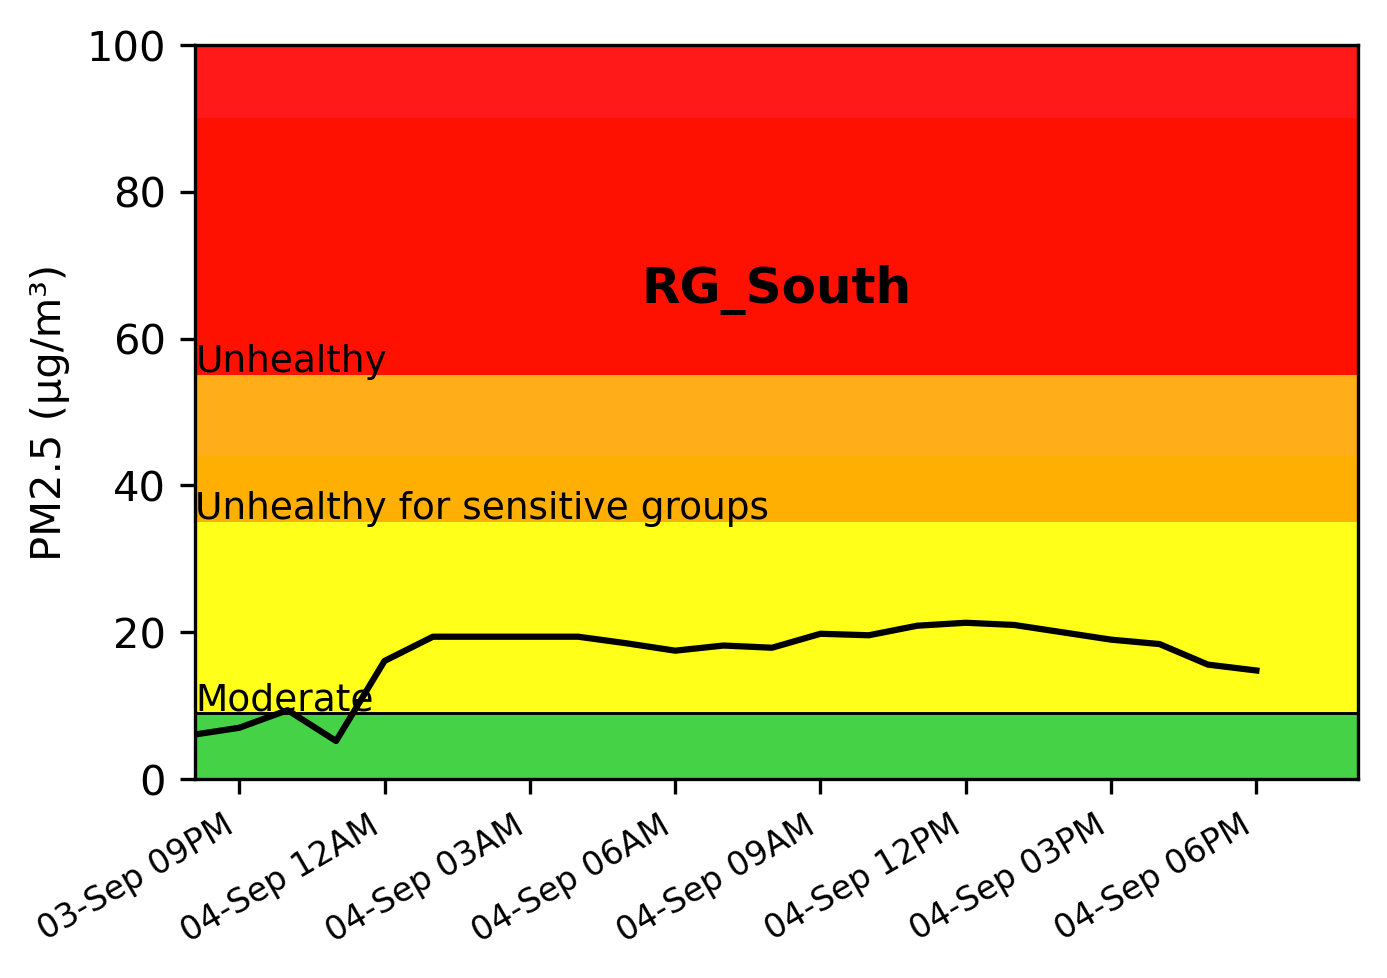 100
80
60
40
20
0
PM2.5 (µg/m³)
RG_South
Unhealthy
Unhealthy for sensitive groups
Moderate
03-Sep 09PM
04-Sep 12AM
04-Sep 03AM
04-Sep 06AM
04-Sep 09AM
04-Sep 12PM
04-Sep 03PM
04-Sep 06PM